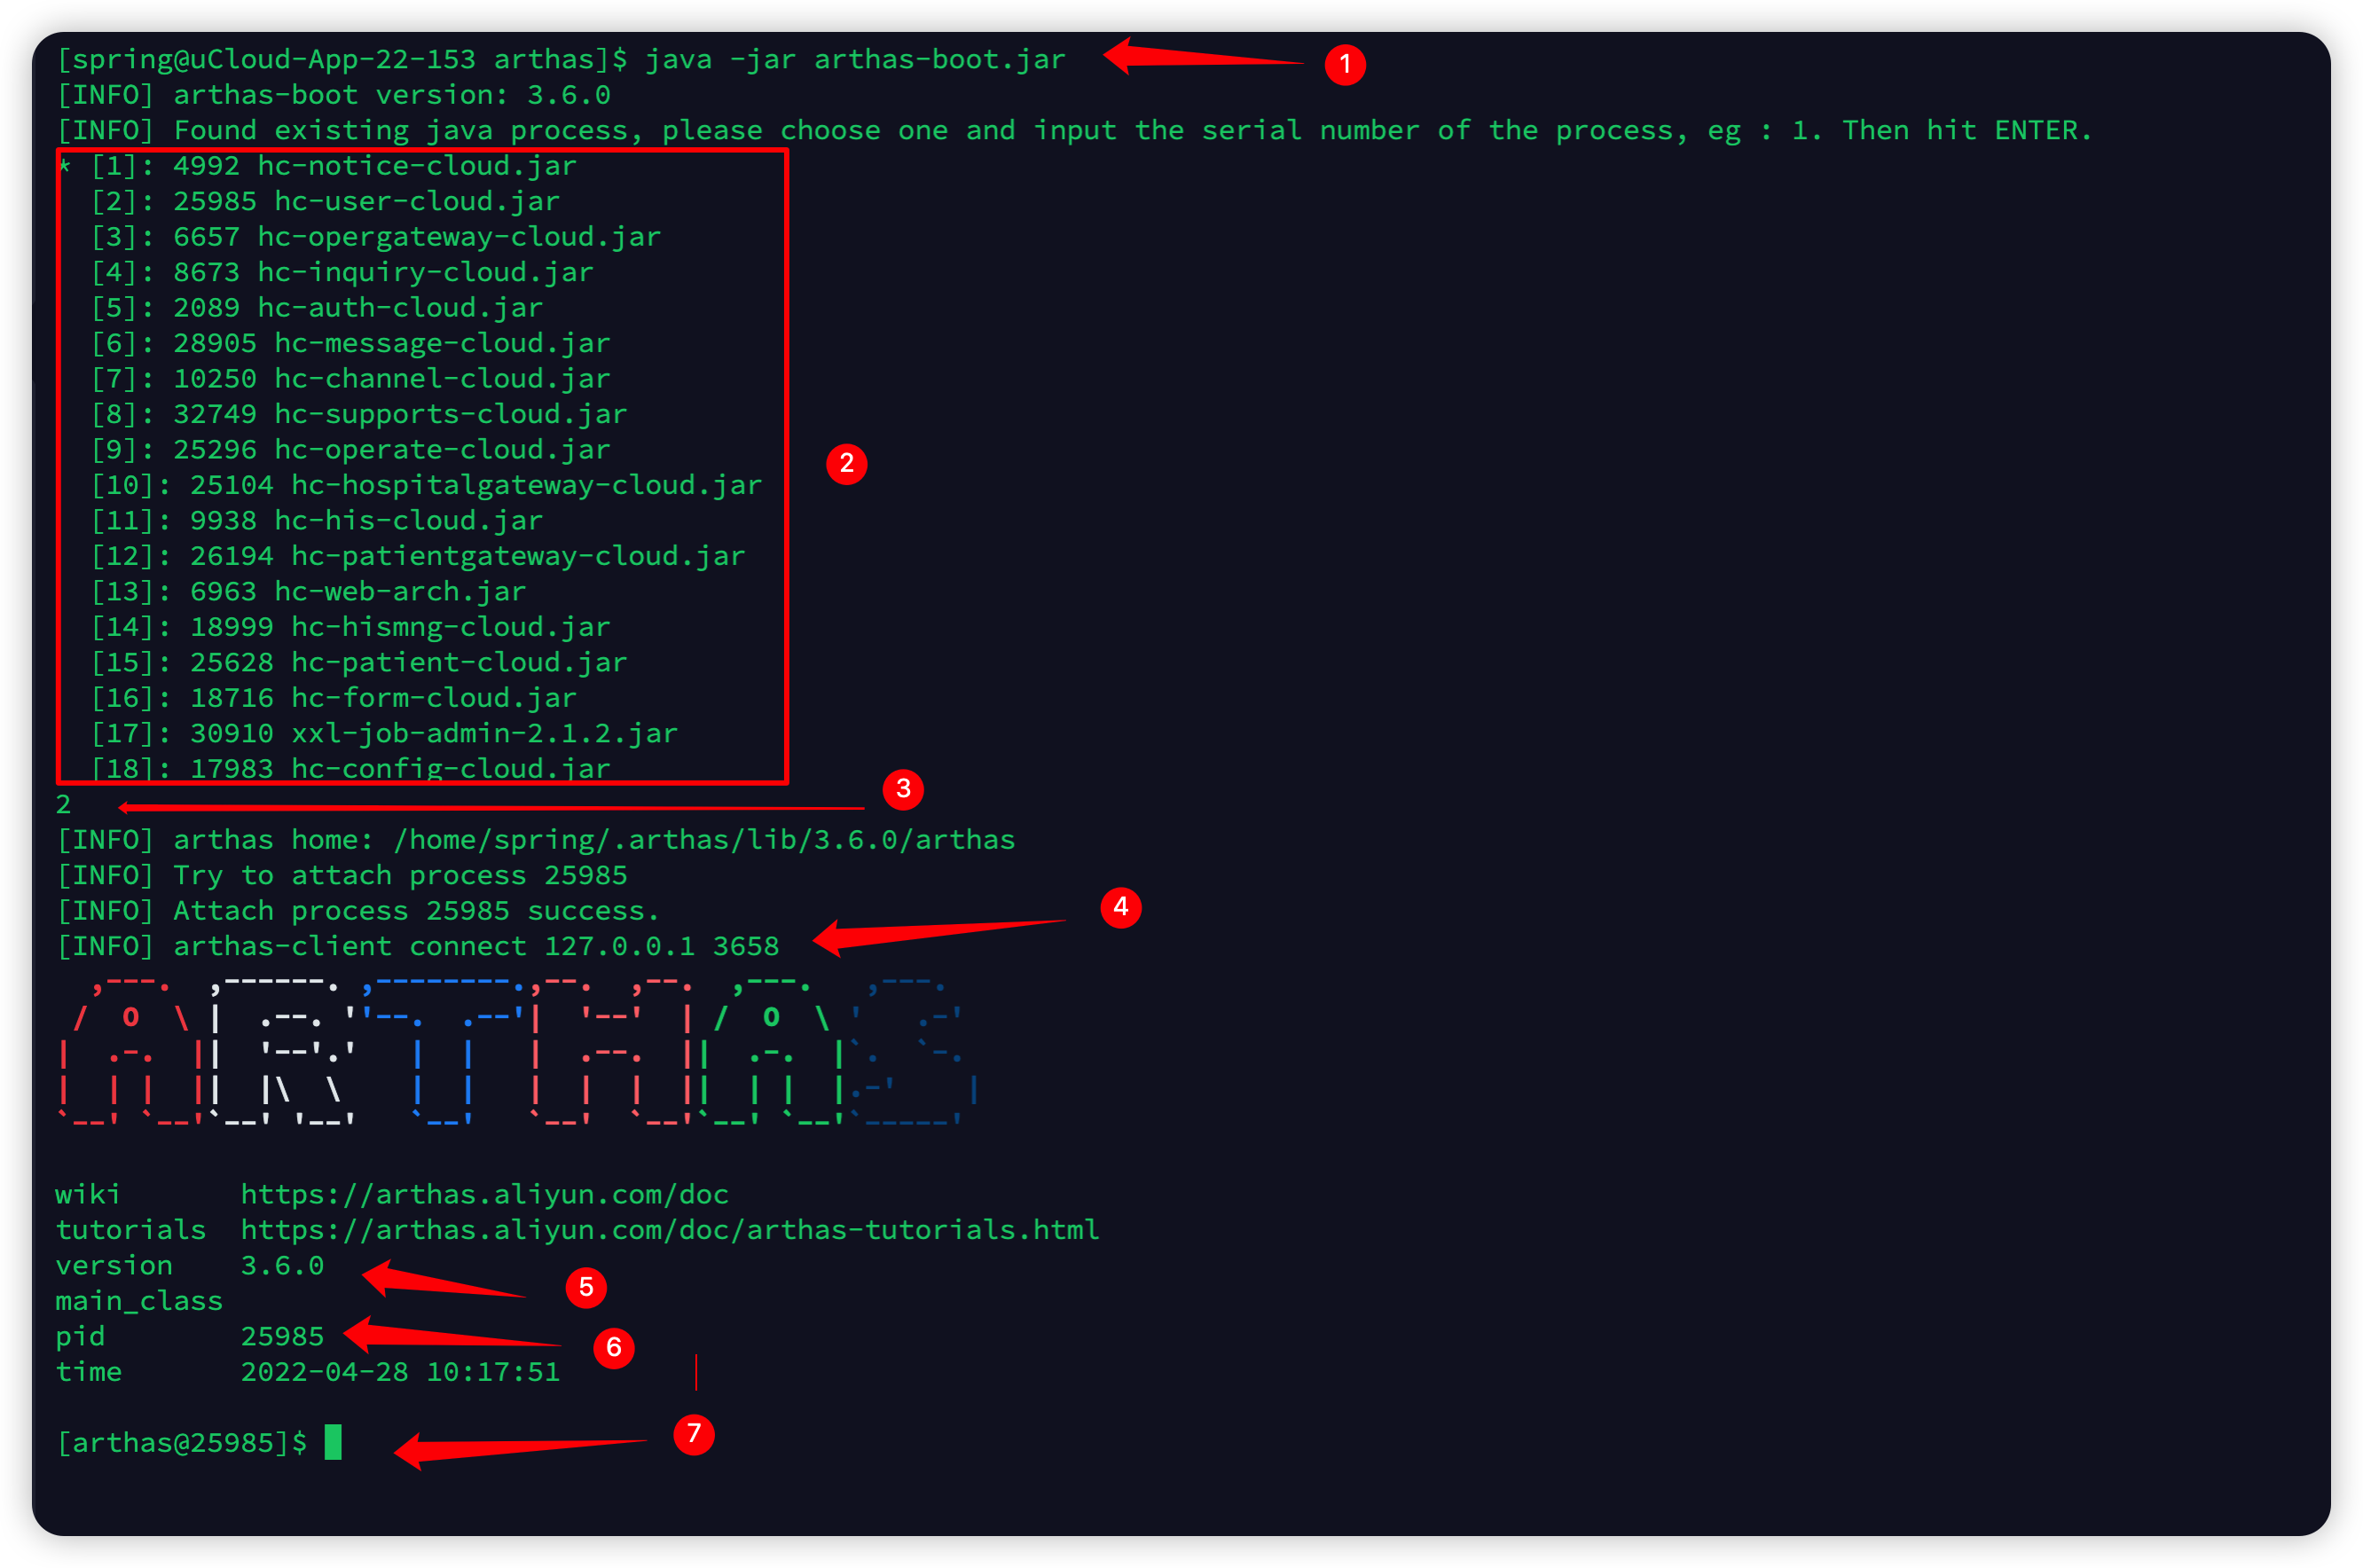 [spring@uCloud-App-22-153 arthas]$ java -jar arthas-boot.jar 1
[INFO] arthas-boot version: 3.6.0
[INFO] Found existing java process, please choose one and input the serial number of the process, eg : 1. Then hit ENTER.
* [1]: 4992 hc-notice-cloud.jar
[2]: 25985 hc-user-cloud.jar
[3]: 6657 hc-opergateway-cloud.jar
[4]: 8673 hc-inquiry-cloud.jar
[5]: 2089 hc-auth-cloud.jar
[6]: 28905 hc-message-cloud.jar
[7]: 10250 hc-channel-cloud.jar
[8]: 32749 hc-supports-cloud.jar
[9]: 25296 hc-operate-cloud.jar
2
[10]: 25104 hc-hospitalgateway-cloud.jar
[11]: 9938 hc-his-cloud.jar
[12]: 26194 hc-patientgateway-cloud.jar
[13]: 6963 hc-web-arch.jar
[14]: 18999 hc-hismng-cloud.jar
[15]: 25628 hc-patient-cloud.jar
[16]: 18716 hc-form-cloud.jar
[17]: 30910 xxl-job-admin-2.1.2.jar
[18]: 17983 hc-config-cloud.jar
2 3
[INFO] arthas home: /home/spring/.arthas/lib/3.6.0/arthas
[INFO] Try to attach process 25985
[INFO] Attach process 25985 success. 4
[INFO] arthas-client connect 127.0.0.1 3658
ARTHAS
wiki https://arthas.aliyun.com/doc
tutorials https://arthas.aliyun.com/doc/arthas-tutorials.html
version 3.6.0 5
main_class
pid 25985 6
time 2022-04-28 10:17:51
[arthas@25985]$ 7